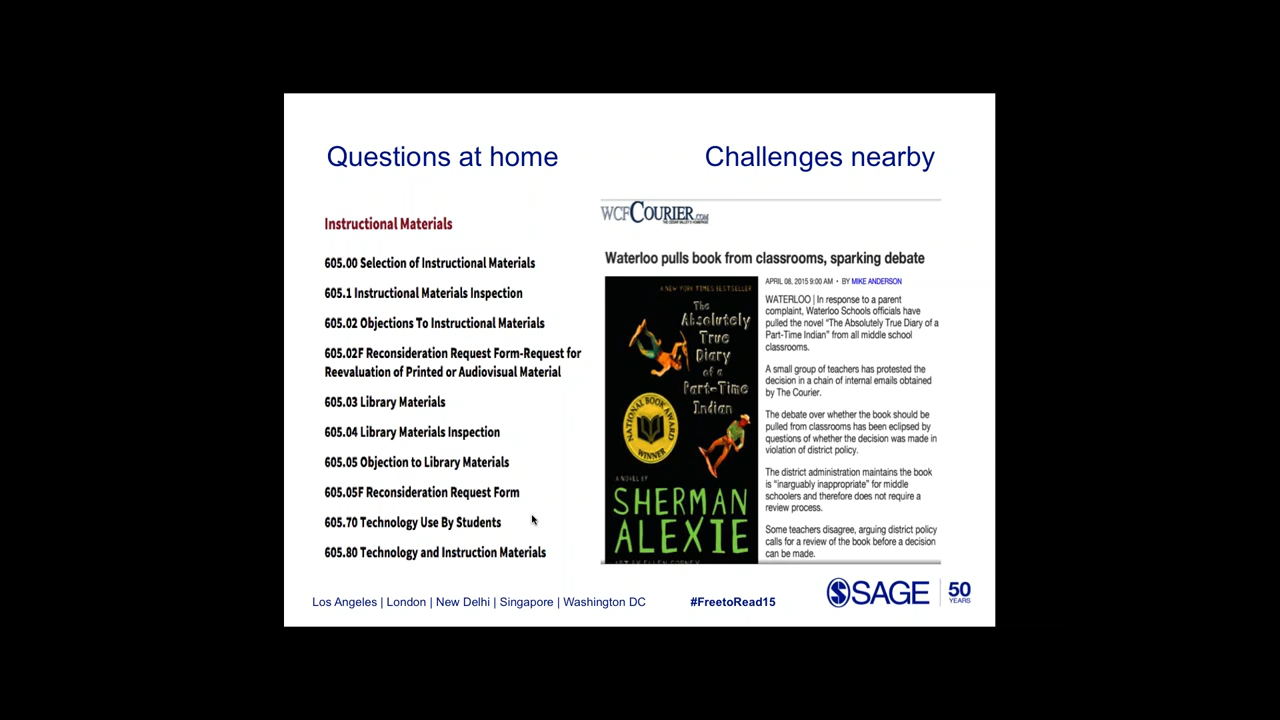 Questions at home
Challenges nearby
Instructional Materials
605.00 Selection of Instructional Materials
605.1 Instructional Materials Inspection
605.02 Objections To Instructional Materials
605.02F Reconsideration Request Form-Request for
Reevaluation of Printed or Audiovisual Material
605.03 Library Materials
605.04 Library Materials Inspection
605.05 Objection to Library Materials
605.05F Reconsideration Request Form
605.70 Technology Use By Students
605.80 Technology and Instruction Materials
WCFCOURIER.COM
Waterloo pulls book from classrooms, sparking debate
A NEW YORK TIMES BESTSELLER
The
Absolutely
True
Diary
of a
Part-Time
Indian
NATIONAL BOOK AWARD
WINNER
A NOVEL BY
SHERMAN
ALEXIE
ART BY ELLEN FORNEY
APRIL 08, 2015 9:00 AM • BY MIKE ANDERSON
WATERLOO | In response to a parent
complaint, Waterloo Schools officials have
pulled the novel “The Absolutely True Diary of a
Part-Time Indian” from all middle school
classrooms.
A small group of teachers has protested the
decision in a chain of internal emails obtained
by The Courier.
The debate over whether the book should be
pulled from classrooms has been eclipsed by
questions of whether the decision was made in
violation of district policy.
The district administration maintains the book
is “inarguably inappropriate” for middle
schoolers and therefore does not require a
review process.
Some teachers disagree, arguing district policy
calls for a review of the book before a decision
can be made.
Los Angeles | London | New Delhi | Singapore | Washington DC
#FreetoRead15
SAGE
50
YEARS